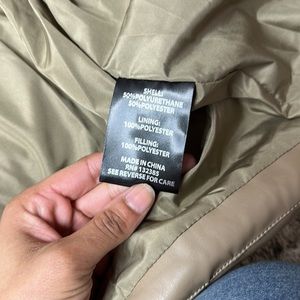 SHELL:
50%POLYURETHANE
50%POLYESTER
LINING:
100%POLYESTER
FILLING:
100%POLYESTER
MADE IN CHINA
RN# 132385
SEE REVERSE FOR CARE